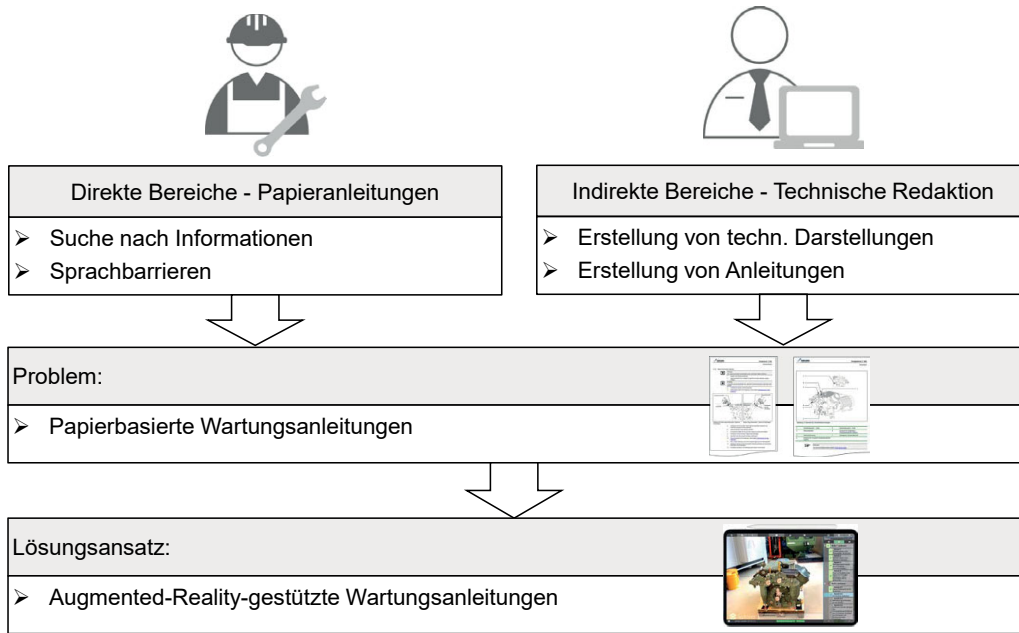 Direkte Bereiche - Papieranleitungen
Suche nach Informationen
Sprachbarrieren
Indirekte Bereiche - Technische Redaktion
Erstellung von techn. Darstellungen
Erstellung von Anleitungen
Problem:
Papierbasierte Wartungsanleitungen
Lösungsansatz:
Augmented-Reality-gestützte Wartungsanleitungen